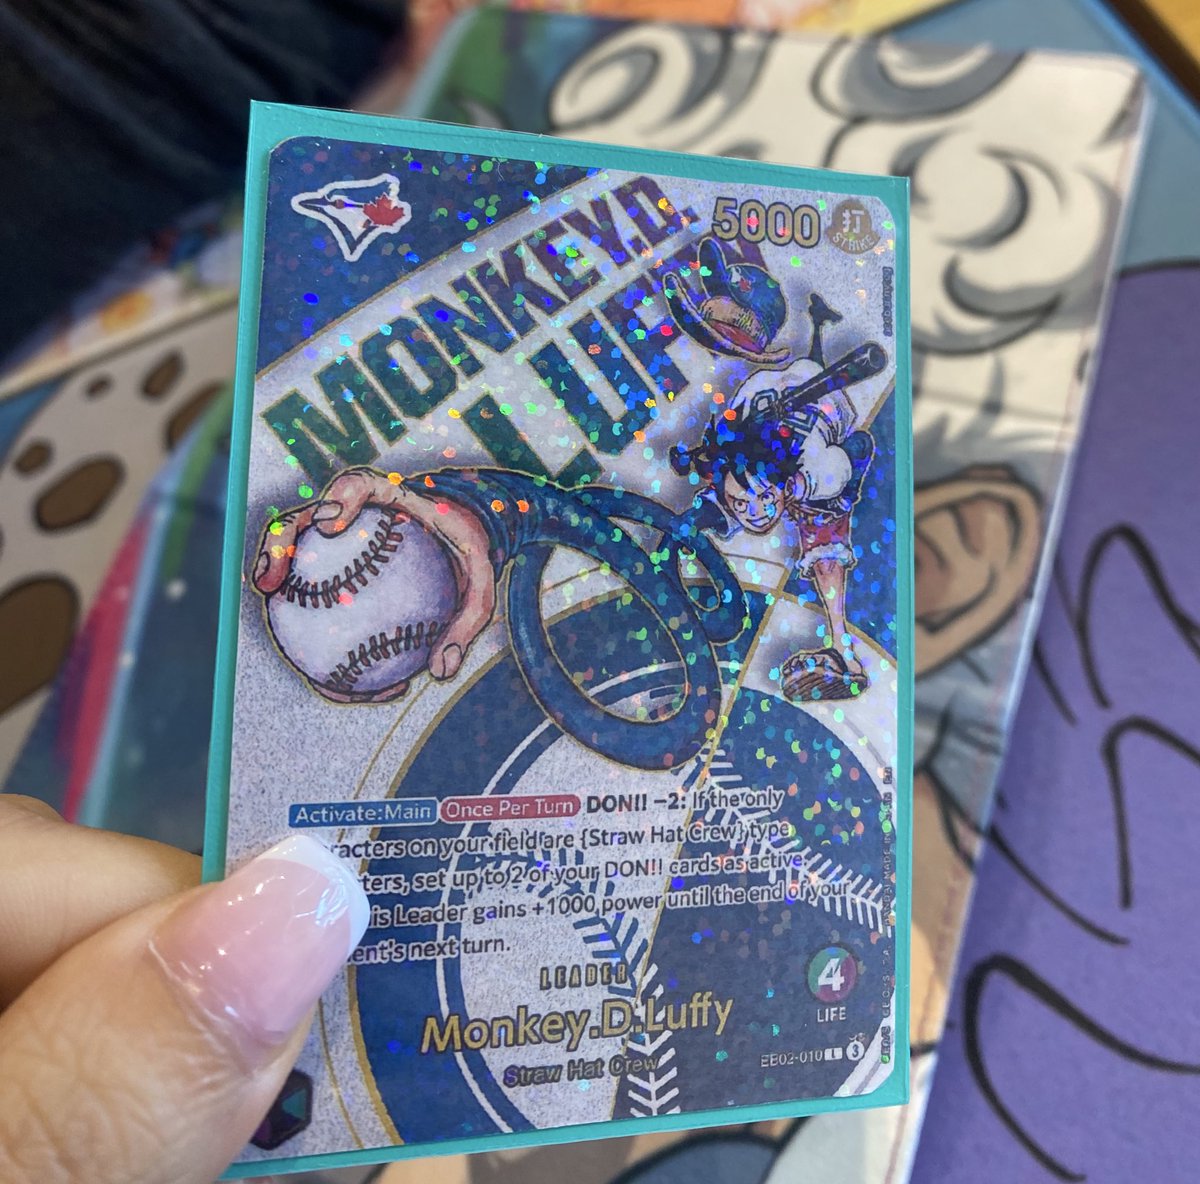 5000
打
STRIKE
MONKEY.D.
LUF
Activate:Main Once Per Turn DON!! −2: If the only
racters on your field are {Straw Hat Crew} type
ters, set up to 2 of your DON!! cards as active
is Leader gains +1000 power until the end of your
ent's next turn.
LEADER
Monkey.D.Luffy
Straw Hat Crew
4
LIFE
EB02-010 L